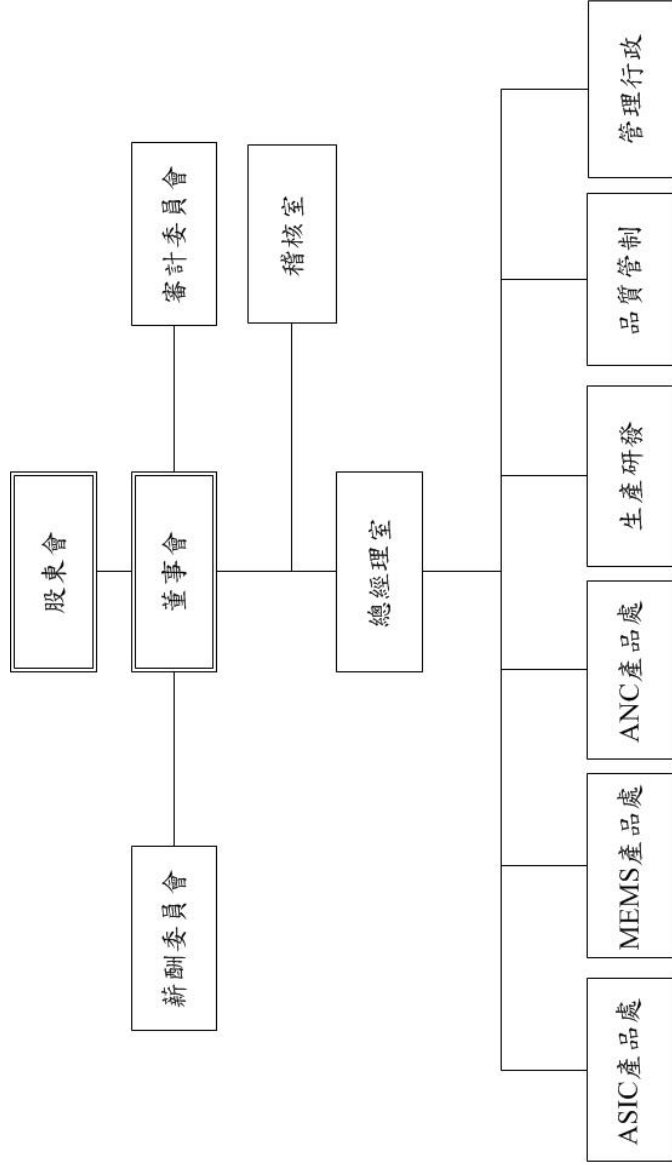 股東會
董事會
薪酬委員會
審計委員會
稽核室
總經理室
ASIC產品處
MEMS產品處
ANC產品處
生產研發
品質管制
管理行政